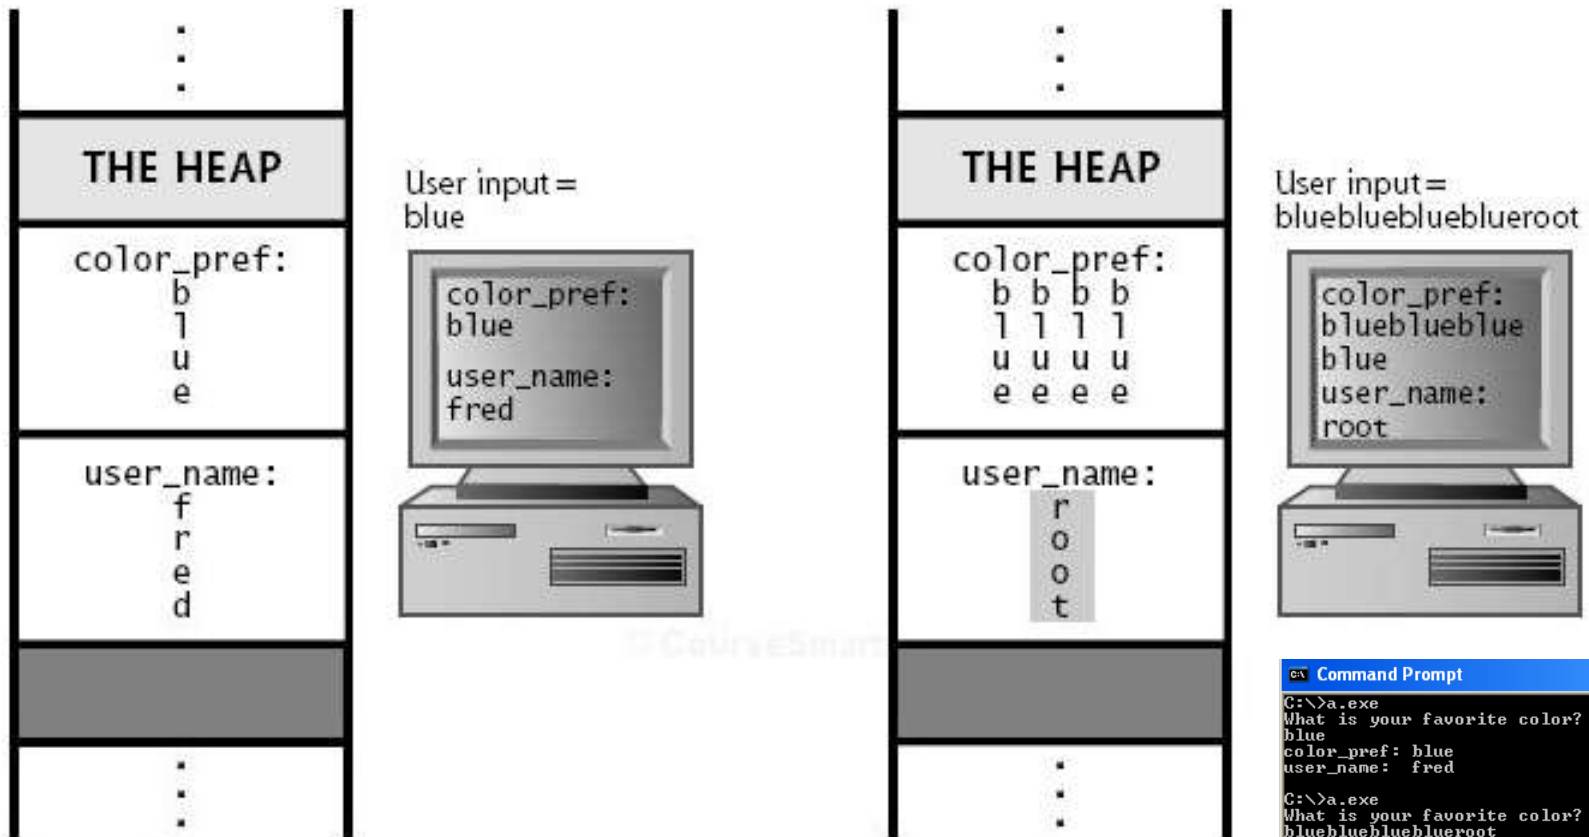 THE HEAP
color_pref:
b
l
u
e
user_name:
f
r
e
d
User input =
blue
color_pref:
blue
user_name:
fred
© CourseSmart
THE HEAP
color_pref:
b b b b
l l l l
u u u u
e e e e
user_name:
r
o
o
t
User input =
blueblueblueblueroot
color_pref:
blueblueblue
blue
user_name:
root
Command Prompt
C:\>a.exe
What is your favorite color?
blue
color_pref: blue
user_name:  fred
C:\>a.exe
What is your favorite color?
blueblueblueblueroot